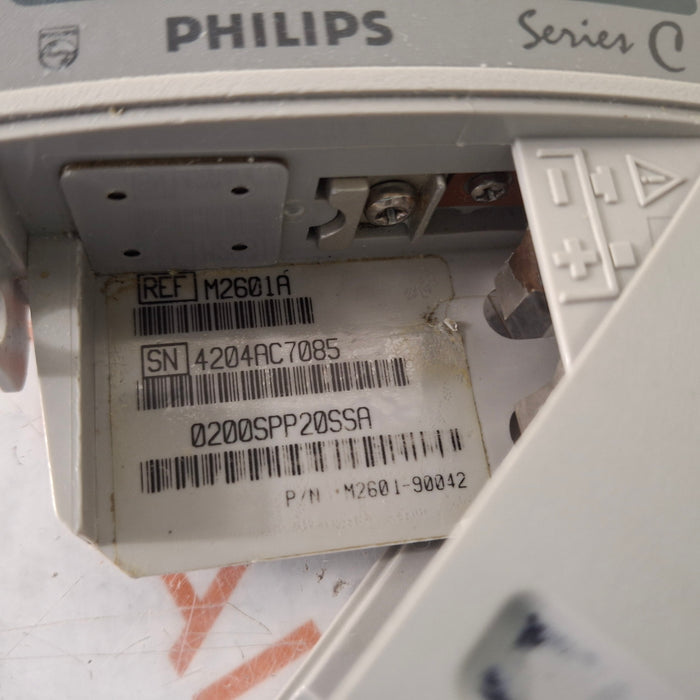 PHILIPS Series C
REF M2601A
SN 4204AC7085
0200SPP20SSA
P/N M2601-90042